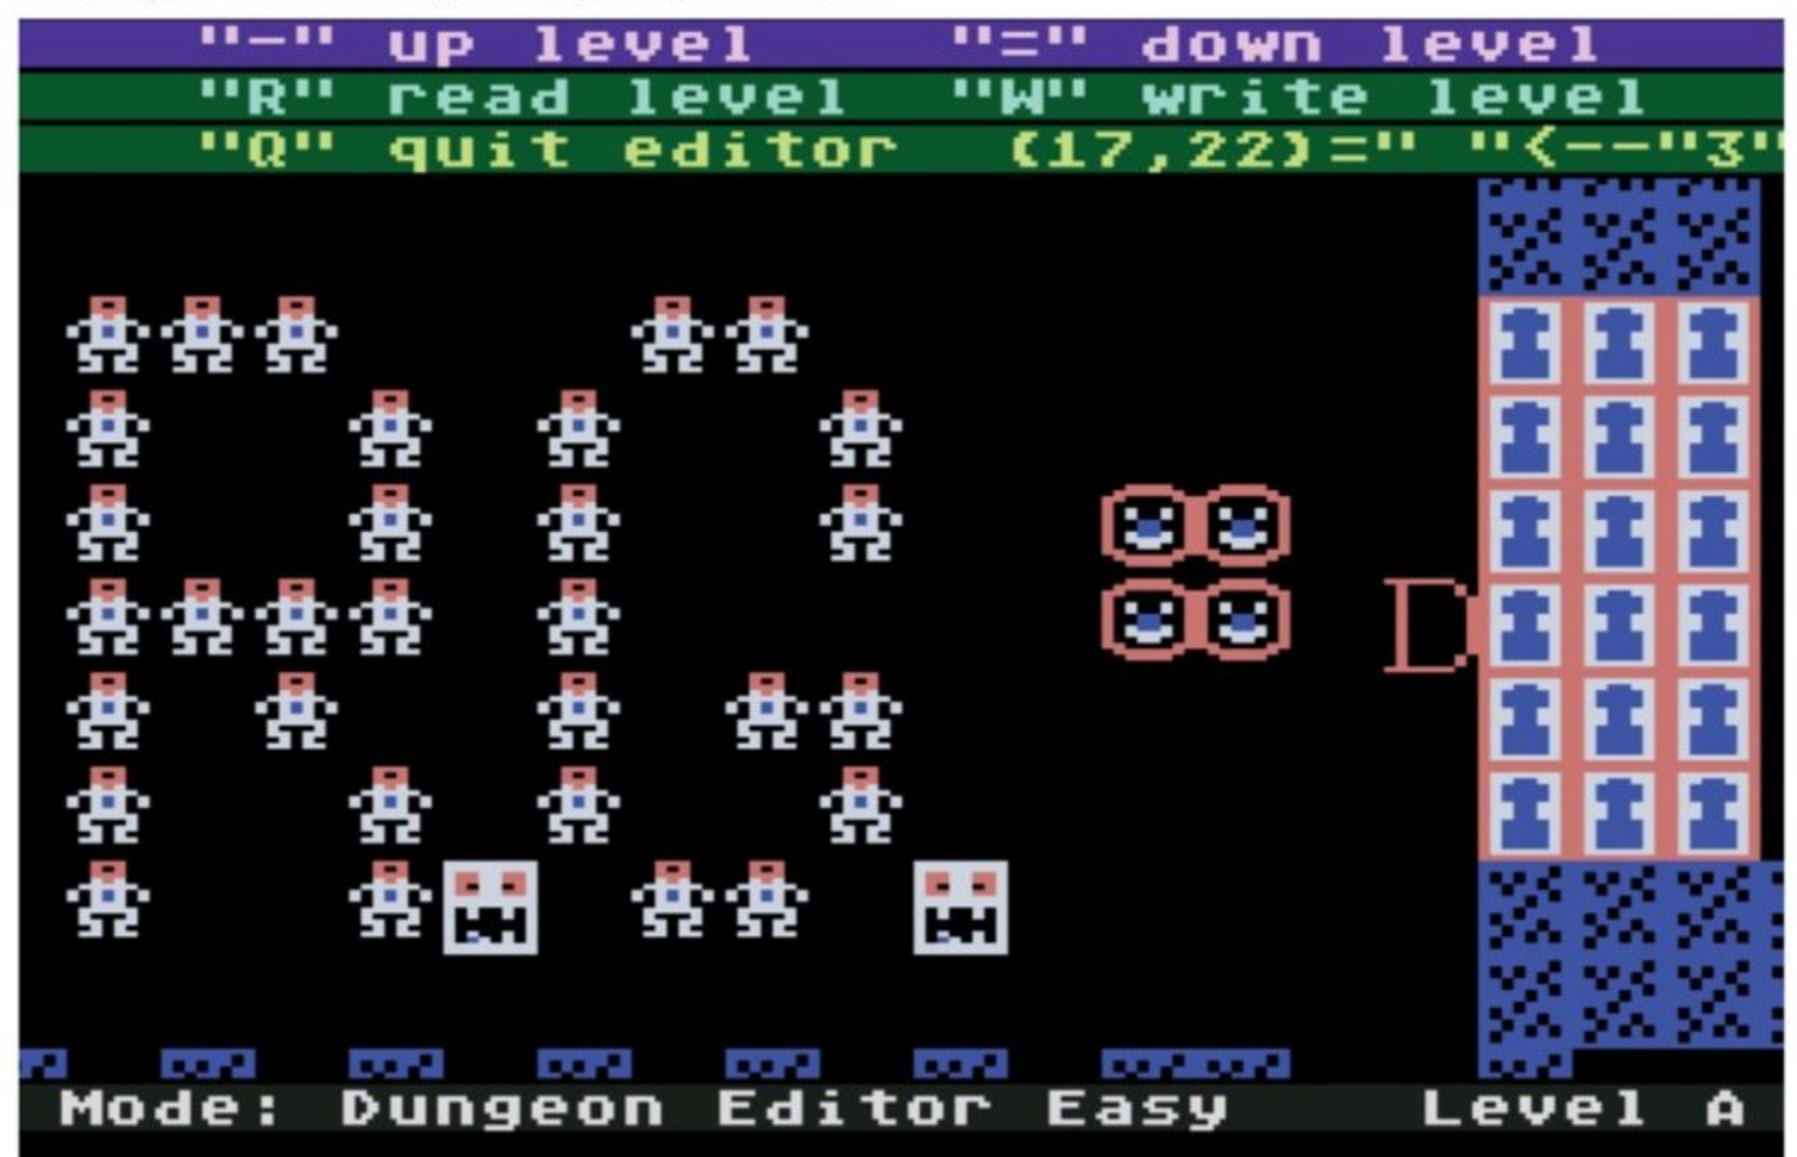 "-" up level "=" down level
"R" read level "W" write level
"Q" quit editor (17,22)=" "<--"3"
R.G.
D
Mode: Dungeon Editor Easy Level A